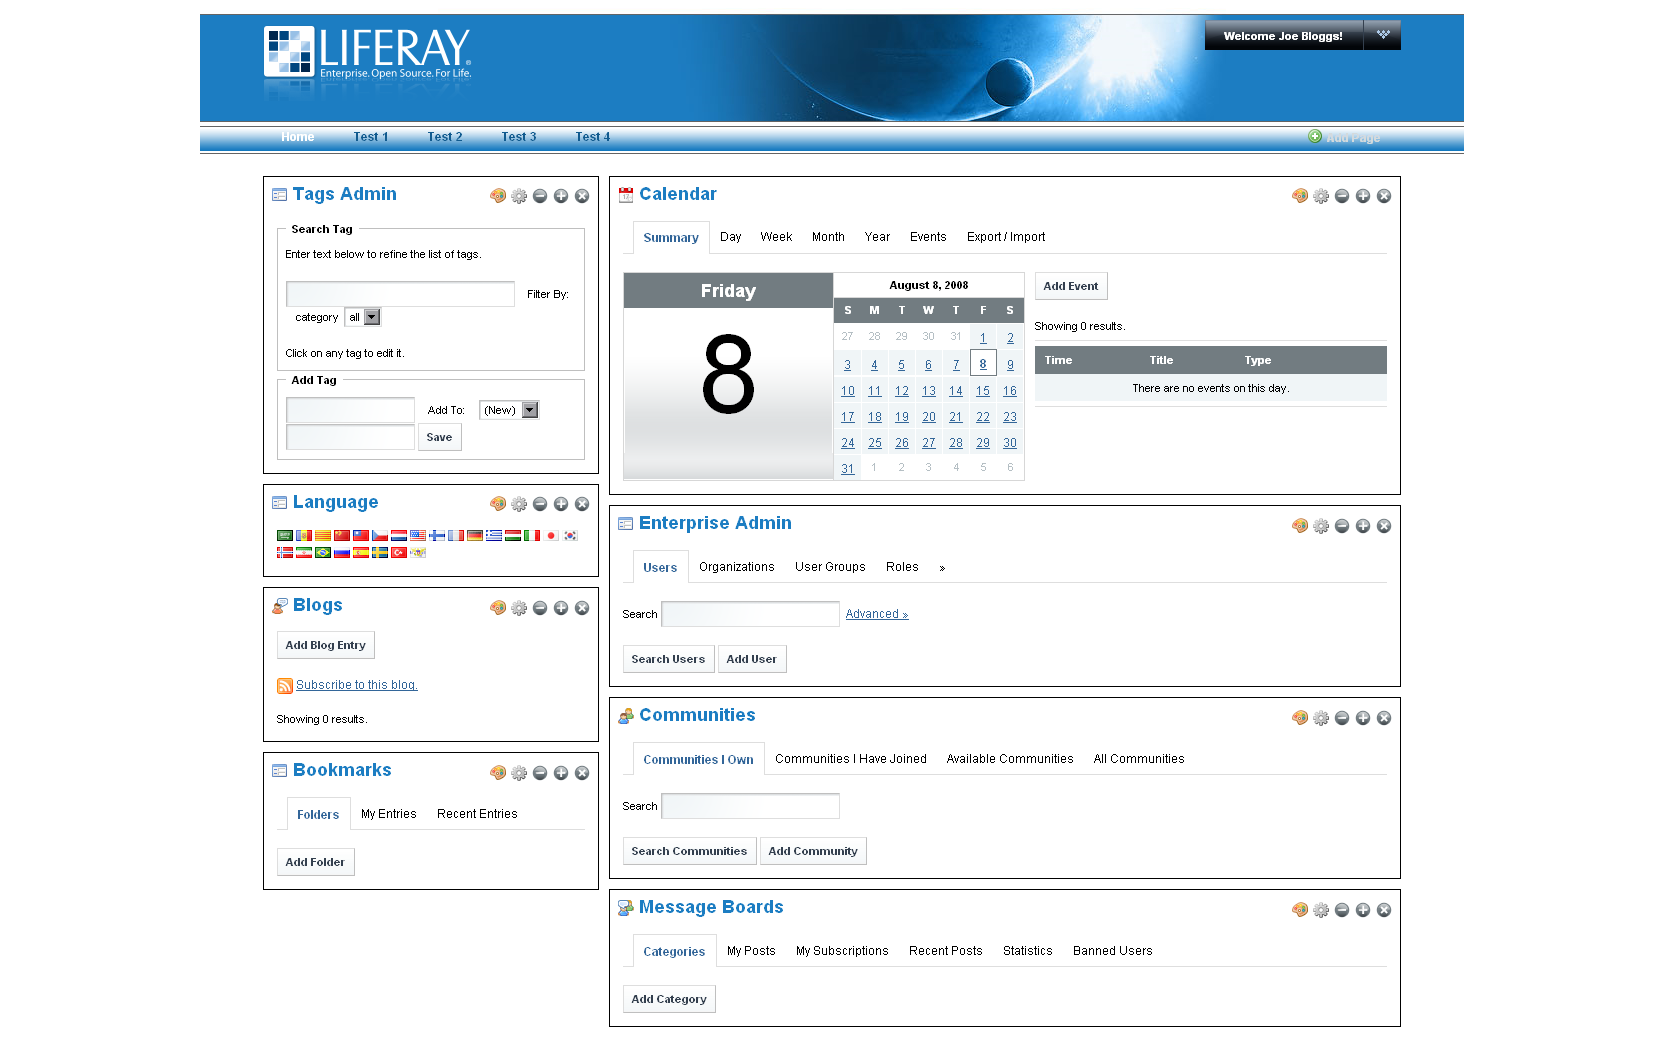 LIFERAY.
Enterprise. Open Source. For Life.
Welcome Joe Bloggs!
Home Test 1 Test 2 Test 3 Test 4 Add Page
Tags Admin
Search Tag
Enter text below to refine the list of tags.
Filter By:
category all
Click on any tag to edit it.
Add Tag
Add To: (New)
Save
Language
Blogs
Add Blog Entry
Subscribe to this blog.
Showing 0 results.
Bookmarks
Folders My Entries Recent Entries
Add Folder
Calendar
Summary Day Week Month Year Events Export / Import
Friday
8
August 8, 2008
S M T W T F S
27 28 29 30 31 1 2
3 4 5 6 7 8 9
10 11 12 13 14 15 16
17 18 19 20 21 22 23
24 25 26 27 28 29 30
31 1 2 3 4 5 6
Add Event
Showing 0 results.
Time Title Type
There are no events on this day.
Enterprise Admin
Users Organizations User Groups Roles »
Search Advanced »
Search Users Add User
Communities
Communities I Own Communities I Have Joined Available Communities All Communities
Search
Search Communities Add Community
Message Boards
Categories My Posts My Subscriptions Recent Posts Statistics Banned Users
Add Category